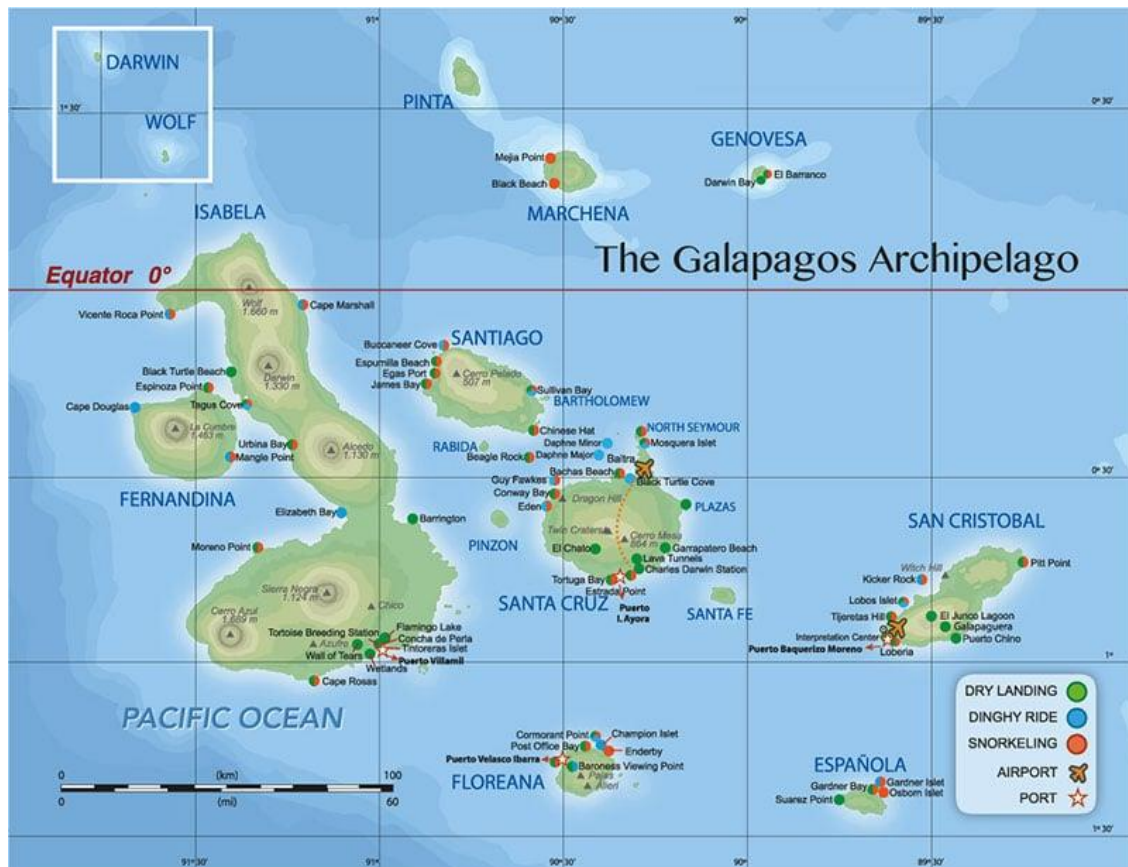 91°
90°30'
90°
89°30'
DARWIN
1°30'
WOLF
PINTA
0°30'
GENOVESA
Mejia Point
El Barranco
Black Beach
Darwin Bay
MARCHENA
ISABELA
The Galapagos Archipelago
Equator 0°
Wolf
1.660 m
Cape Marshall
Vicente Roca Point
SANTIAGO
Buccaneer Cove
Espumilla Beach
Egas Port
James Bay
Cerro Pelado
507 m
Black Turtle Beach
Darwin
1.330 m
Espinoza Point
Sullivan Bay
BARTHOLOMEW
Cape Douglas
Tagus Cove
La Cumbre
1,463 m
Chinese Hat
NORTH SEYMOUR
Urbina Bay
Alcedo
1.130 m
RABIDA
Daphne Minor
Mosquera Islet
Mangle Point
Beagle Rock
Daphne Major
Baltra
Bachas Beach
0°30'
FERNANDINA
Guy Fawkes
Black Turtle Cove
Conway Bay
Dragon Hill
Eden
PLAZAS
Elizabeth Bay
Barrington
SAN CRISTOBAL
PINZON
Twin Craters
Cerro Mesa
864 m
Moreno Point
El Chato
Garrapatero Beach
Lava Tunnels
Charles Darwin Station
Witch Hill
Pitt Point
Tortuga Bay
Estrada Point
Kicker Rock
Sierra Negra
1.124 m
SANTA CRUZ
SANTA FE
Puerto
Ayora
Lobos Islet
Chico
Cerro Azul
1,689 m
Tijeretas Hill
El Junco Lagoon
Flamingo Lake
Galapaguera
Tortoise Breeding Station
Concha de Perla
Interpretation Center
Puerto Chino
Azufre
Tintoreras Islet
Puerto Baquerizo Moreno
Loberia
Wall of Tears
Puerto Villamil
Wetlands
1°
Cape Rosas
PACIFIC OCEAN
DRY LANDING
DINGHY RIDE
SNORKELING
AIRPORT
PORT
Cormorant Point
Champion Islet
Post Office Bay
Enderby
Puerto Velasco Ibarra
Baroness Viewing Point
FLOREANA
Pajas
Alieri
ESPAÑOLA
Gardner Islet
Gardner Bay
Osborn Islet
Suarez Point
0 (km) 100
0 (mi) 60
1°30'
91°30'
91°
90°30'
90°
89°30'